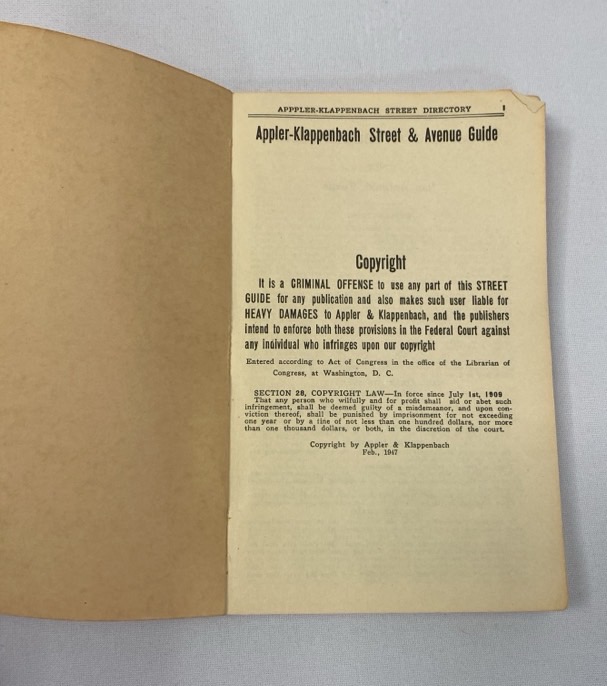 APPPLER-KLAPPENBACH STREET DIRECTORY 1
Appler-Klappenbach Street & Avenue Guide
Copyright
It is a CRIMINAL OFFENSE to use any part of this STREET
GUIDE for any publication and also makes such user liable for
HEAVY DAMAGES to Appler & Klappenbach, and the publishers
intend to enforce both these provisions in the Federal Court against
any individual who infringes upon our copyright
Entered according to Act of Congress in the office of the Librarian of
Congress, at Washington, D. C.
SECTION 28, COPYRIGHT LAW—In force since July 1st, 1909
That any person who wilfully and for profit shall aid or abet such
infringement, shall be deemed guilty of a misdemeanor, and upon con-
viction thereof, shall be punished by imprisonment for not exceeding
one year or by a fine of not less than one hundred dollars, nor more
than one thousand dollars, or both, in the discretion of the court.
Copyright by Appler & Klappenbach
Feb., 1947